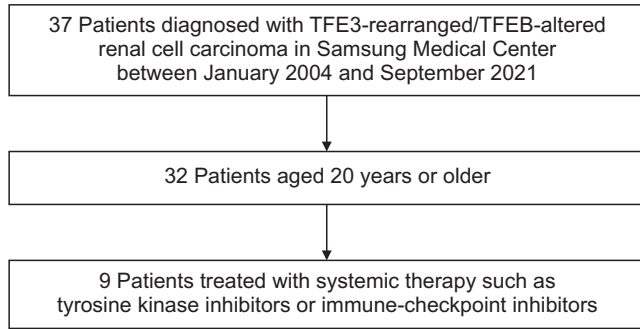 37 Patients diagnosed with TFE3-rearranged/TFEB-altered
renal cell carcinoma in Samsung Medical Center
between January 2004 and September 2021
32 Patients aged 20 years or older
9 Patients treated with systemic therapy such as
tyrosine kinase inhibitors or immune-checkpoint inhibitors